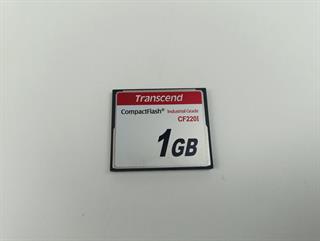 Transcend
CompactFlash® Industrial Grade
CF220I
1GB